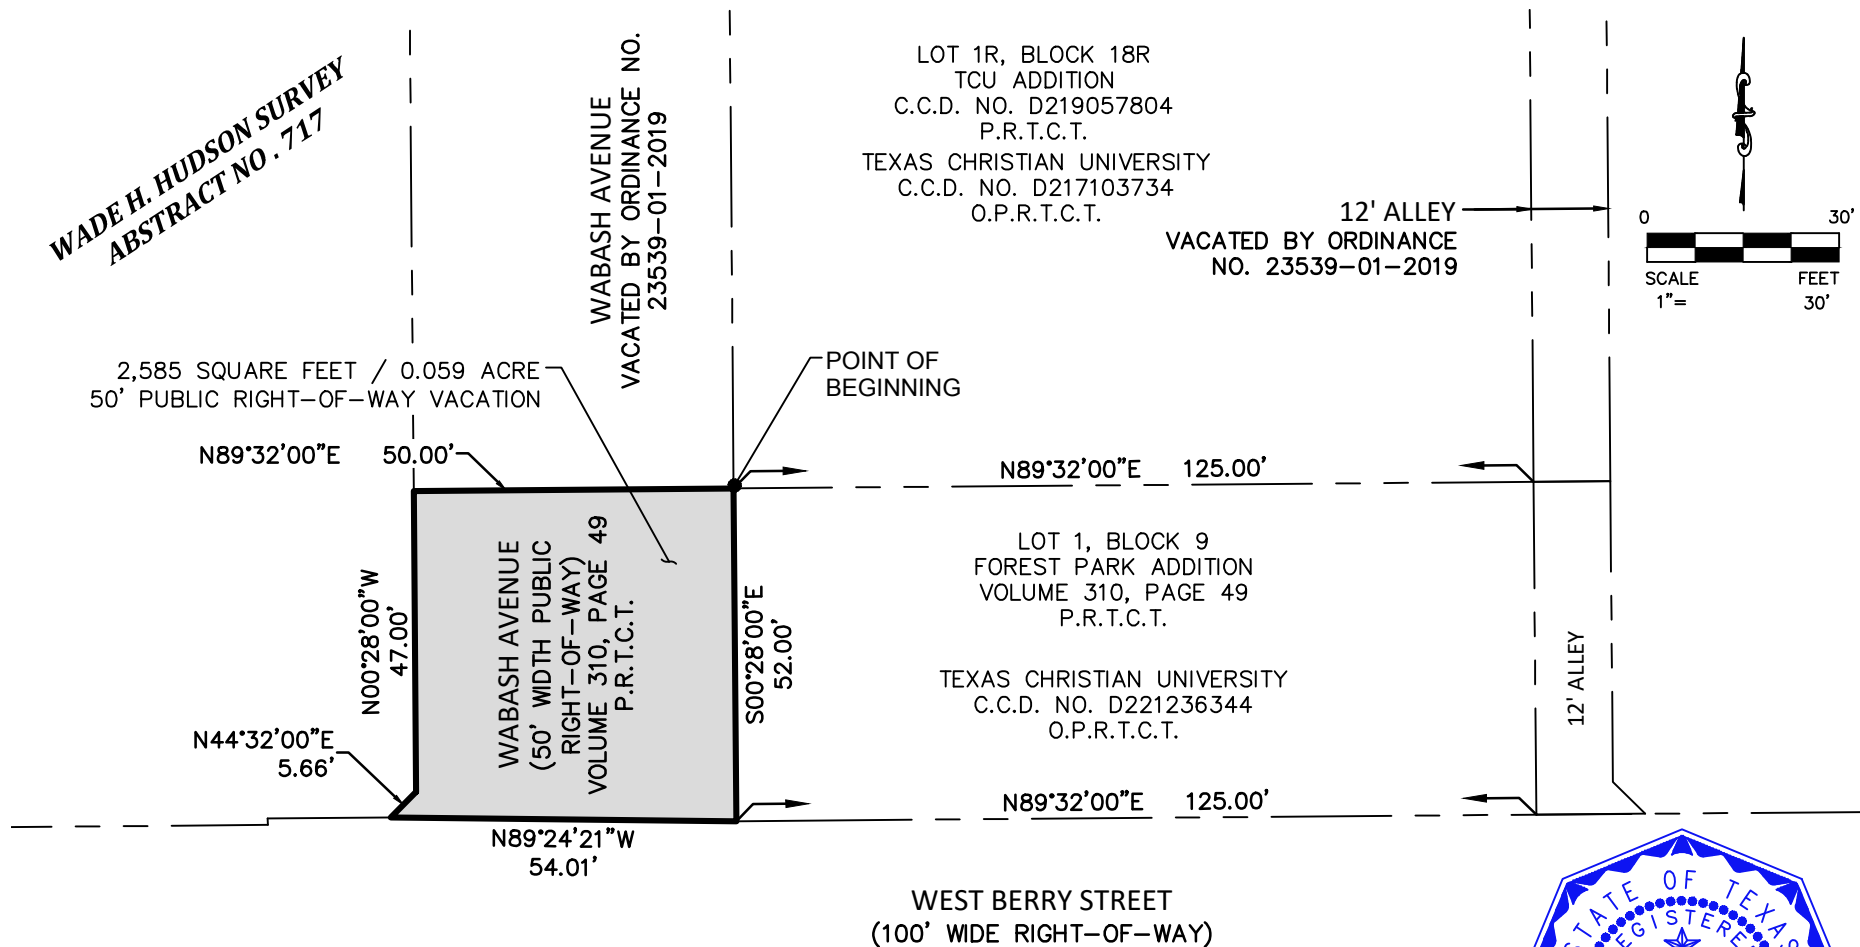 WADE H. HUDSON SURVEY
ABSTRACT NO. 717
WABASH AVENUE
VACATED BY ORDINANCE NO.
23539-01-2019
LOT 1R, BLOCK 18R
TCU ADDITION
C.C.D. NO. D219057804
P.R.T.C.T.
TEXAS CHRISTIAN UNIVERSITY
C.C.D. NO. D217103734
O.P.R.T.C.T.
12' ALLEY
VACATED BY ORDINANCE
NO. 23539-01-2019
0 30'
SCALE FEET
1"= 30'
2,585 SQUARE FEET / 0.059 ACRE
50' PUBLIC RIGHT-OF-WAY VACATION
POINT OF
BEGINNING
N89°32'00"E 50.00'
N89°32'00"E 125.00'
WABASH AVENUE
(50' WIDTH PUBLIC
RIGHT-OF-WAY)
VOLUME 310, PAGE 49
P.R.T.C.T.
N00°28'00"W
47.00'
S00°28'00"E
52.00'
LOT 1, BLOCK 9
FOREST PARK ADDITION
VOLUME 310, PAGE 49
P.R.T.C.T.
TEXAS CHRISTIAN UNIVERSITY
C.C.D. NO. D221236344
O.P.R.T.C.T.
12' ALLEY
N44°32'00"E
5.66'
N89°32'00"E 125.00'
N89°24'21"W
54.01'
WEST BERRY STREET
(100' WIDE RIGHT-OF-WAY)
STATE OF TEXAS